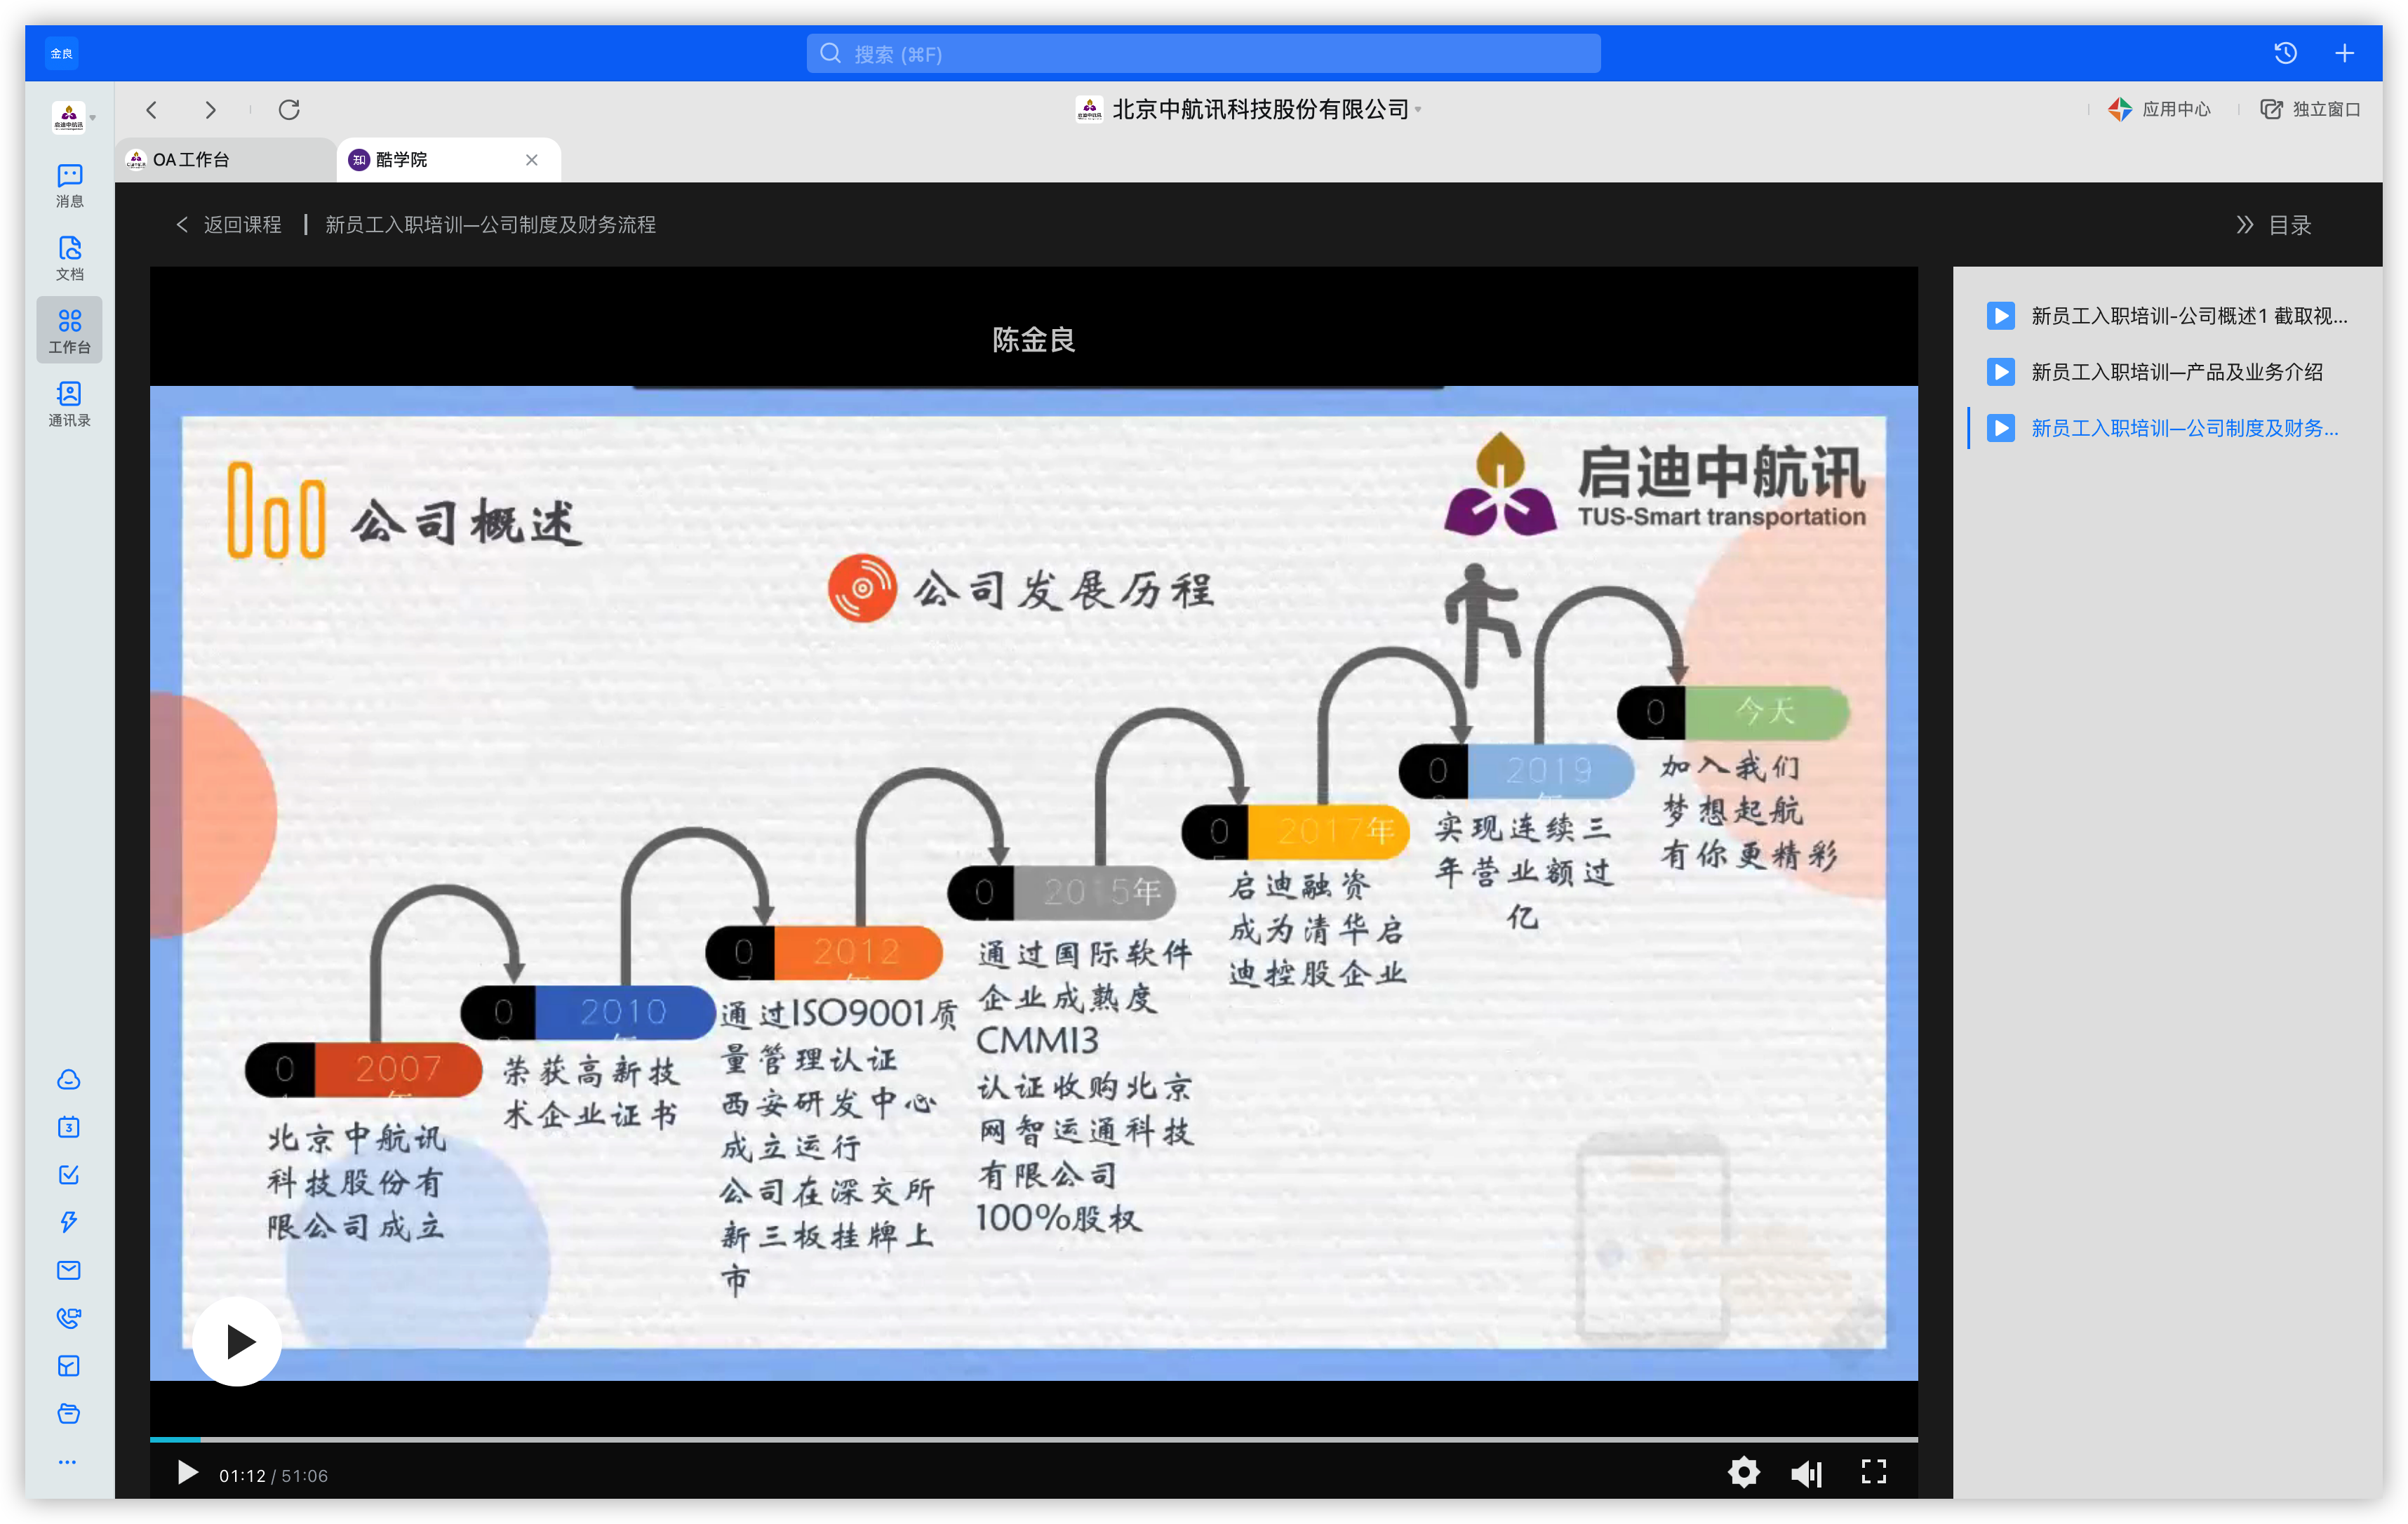 金良
搜索 (⌘F)
北京中航讯科技股份有限公司
应用中心
独立窗口
OA工作台
知 酷学院
消息
文档
工作台
通讯录
返回课程
新员工入职培训—公司制度及财务流程
目录
陈金良
新员工入职培训-公司概述1 截取视...
新员工入职培训—产品及业务介绍
新员工入职培训—公司制度及财务...
公司概述
启迪中航讯
TUS-Smart transportation
公司发展历程
0 2007
年
北京中航讯
科技股份有
限公司成立
0 2010
年
荣获高新技
术企业证书
0 2012
年
通过ISO9001质
量管理认证
西安研发中心
成立运行
公司在深交所
新三板挂牌上
市
0 2015年
通过国际软件
企业成熟度
CMMI3
认证收购北京
网智运通科技
有限公司
100%股权
0 2017年
启迪融资
成为清华启
迪控股企业
0 2019
年
实现连续三
年营业额过
亿
0 今天
加入我们
梦想起航
有你更精彩
3
01:12 / 51:06